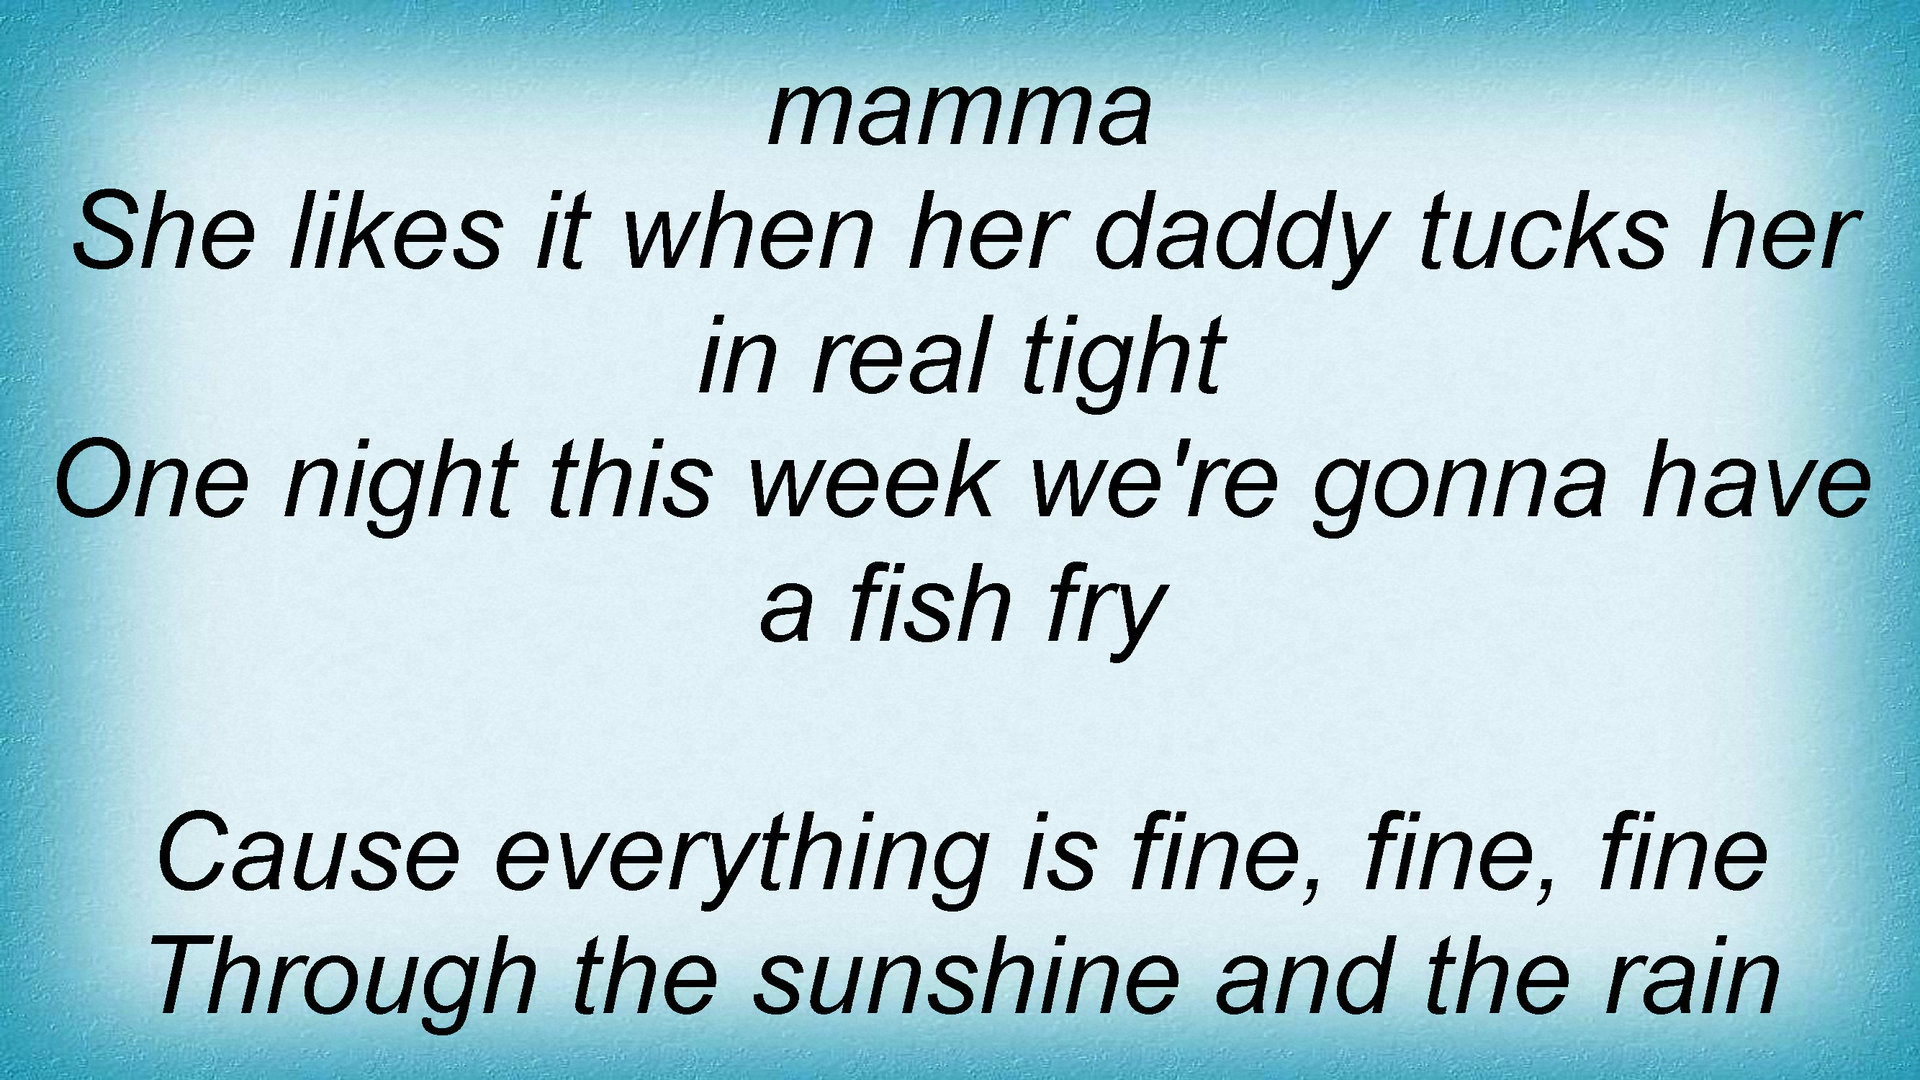 mamma
She likes it when her daddy tucks her
in real tight
One night this week we're gonna have
a fish fry
Cause everything is fine, fine, fine
Through the sunshine and the rain